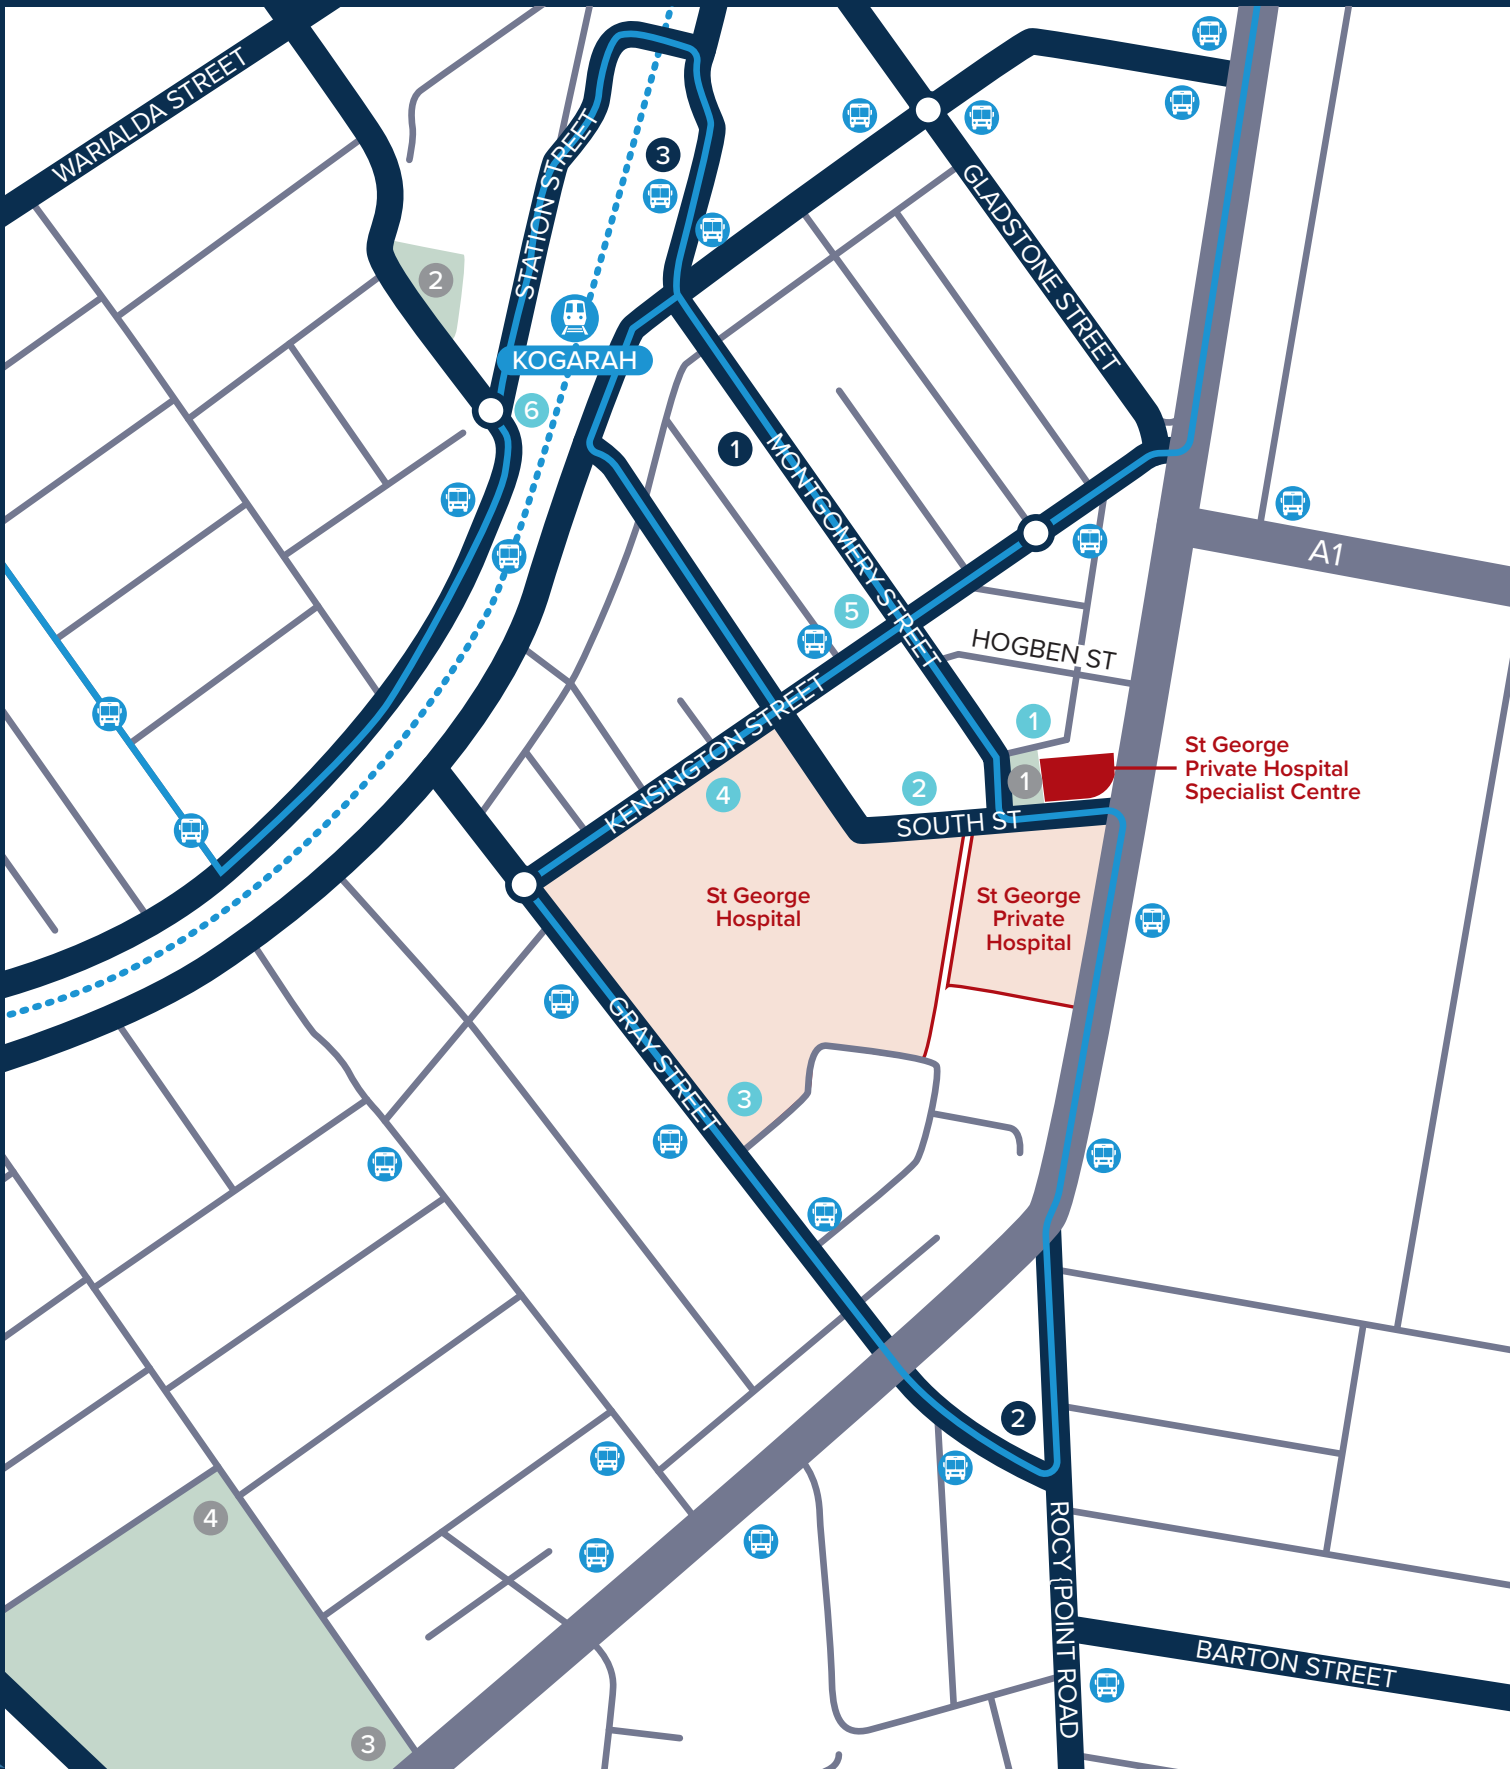 WARIALDA STREET
STATION STREET
3
GLADSTONE STREET
2
KOGARAH
6
1
MONTGOMERY STREET
A1
5
HOGBEN ST
KENSINGTON STREET
1
St George
Private Hospital
Specialist Centre
4
2
1
SOUTH ST
St George
Hospital
St George
Private
Hospital
GRAY STREET
3
2
4
ROCY {POINT ROAD
BARTON STREET
3